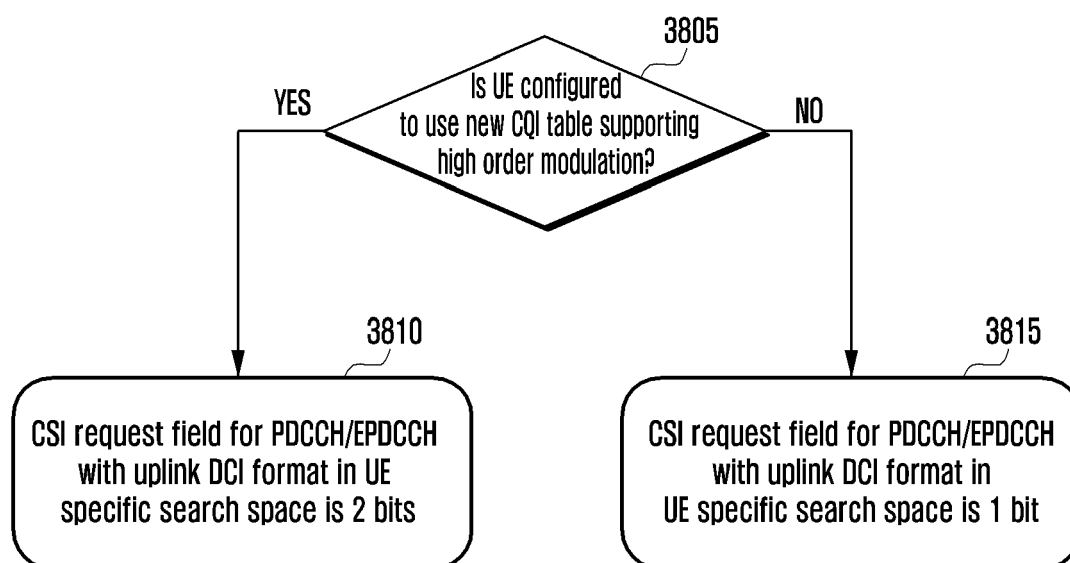 3805
Is UE configured
to use new CQI table supporting
high order modulation?
YES
NO
3810
CSI request field for PDCCH/EPDCCH
with uplink DCI format in UE
specific search space is 2 bits
3815
CSI request field for PDCCH/EPDCCH
with uplink DCI format in
UE specific search space is 1 bit